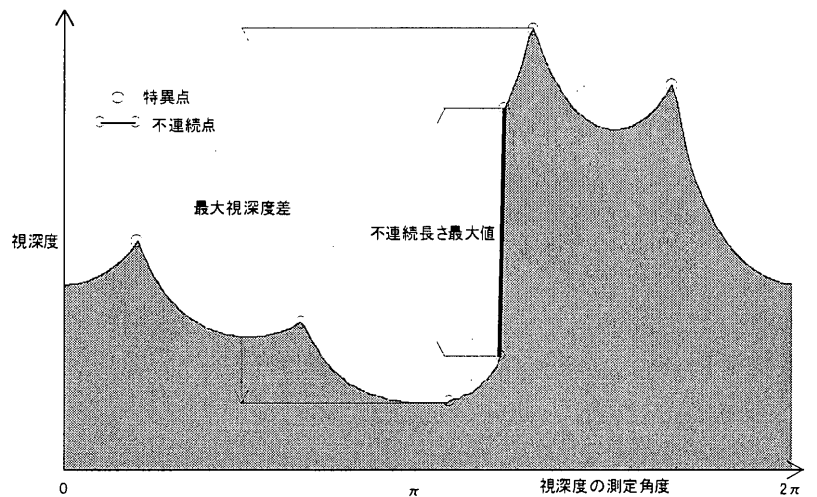 特異点
不連続点
最大視深度差
不連続長さ最大値
視深度
0
π
視深度の測定角度
2π